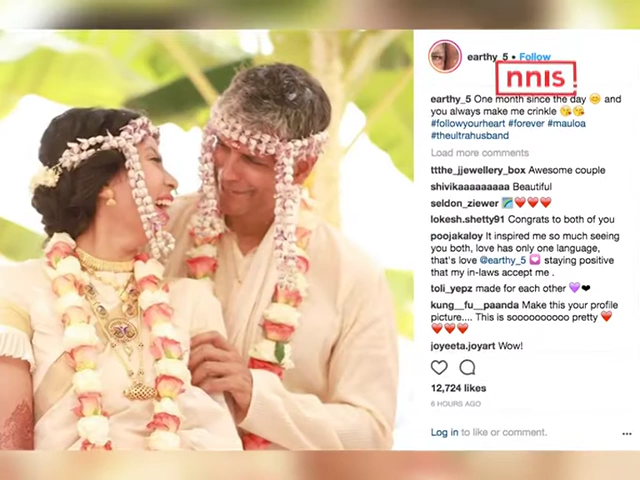 earthy_5 • Follow
nnis
earthy_5 One month since the day 😊 and
you always make me crinkle 😘😘
#followyourheart #forever #mauloa
#theultrahusband
Load more comments
ttthe_jjewellery_box Awesome couple
shivikaaaaaaaaa Beautiful
seldon_ziewer 🏞️❤️❤️❤️
lokesh.shetty91 Congrats to both of you
poojakaloy It inspired me so much seeing
you both, love has only one language,
that's love @earthy_5 💟 staying positive
that my in-laws accept me .
toli_yepz made for each other 💜❤
kung__fu__paanda Make this your profile
picture.... This is soooooooooo pretty ❤️
❤️❤️❤️
joyeeta.joyart Wow!
12,724 likes
6 HOURS AGO
Log in to like or comment.